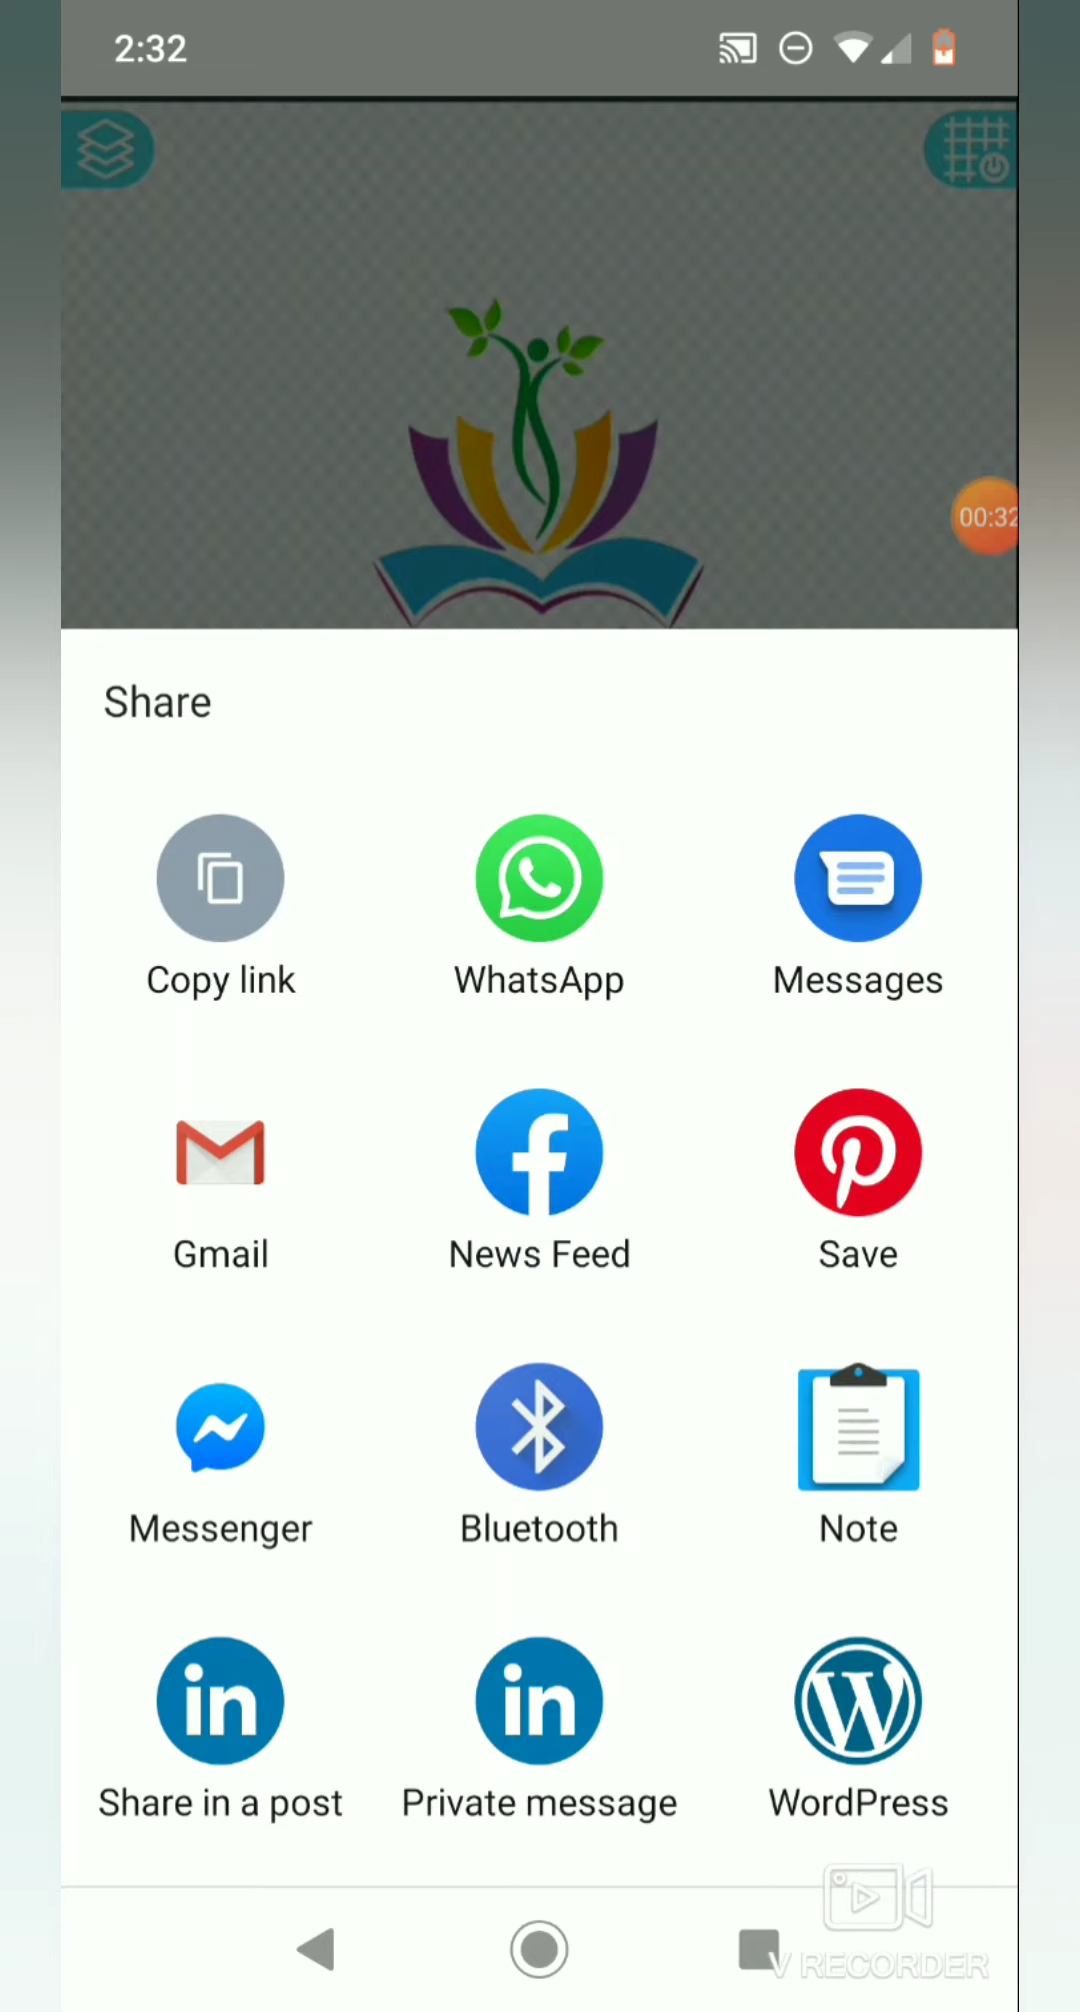 2:32
00:32
Share
Copy link
WhatsApp
Messages
Gmail
News Feed
Save
Messenger
Bluetooth
Note
Share in a post
Private message
WordPress
V RECORDER